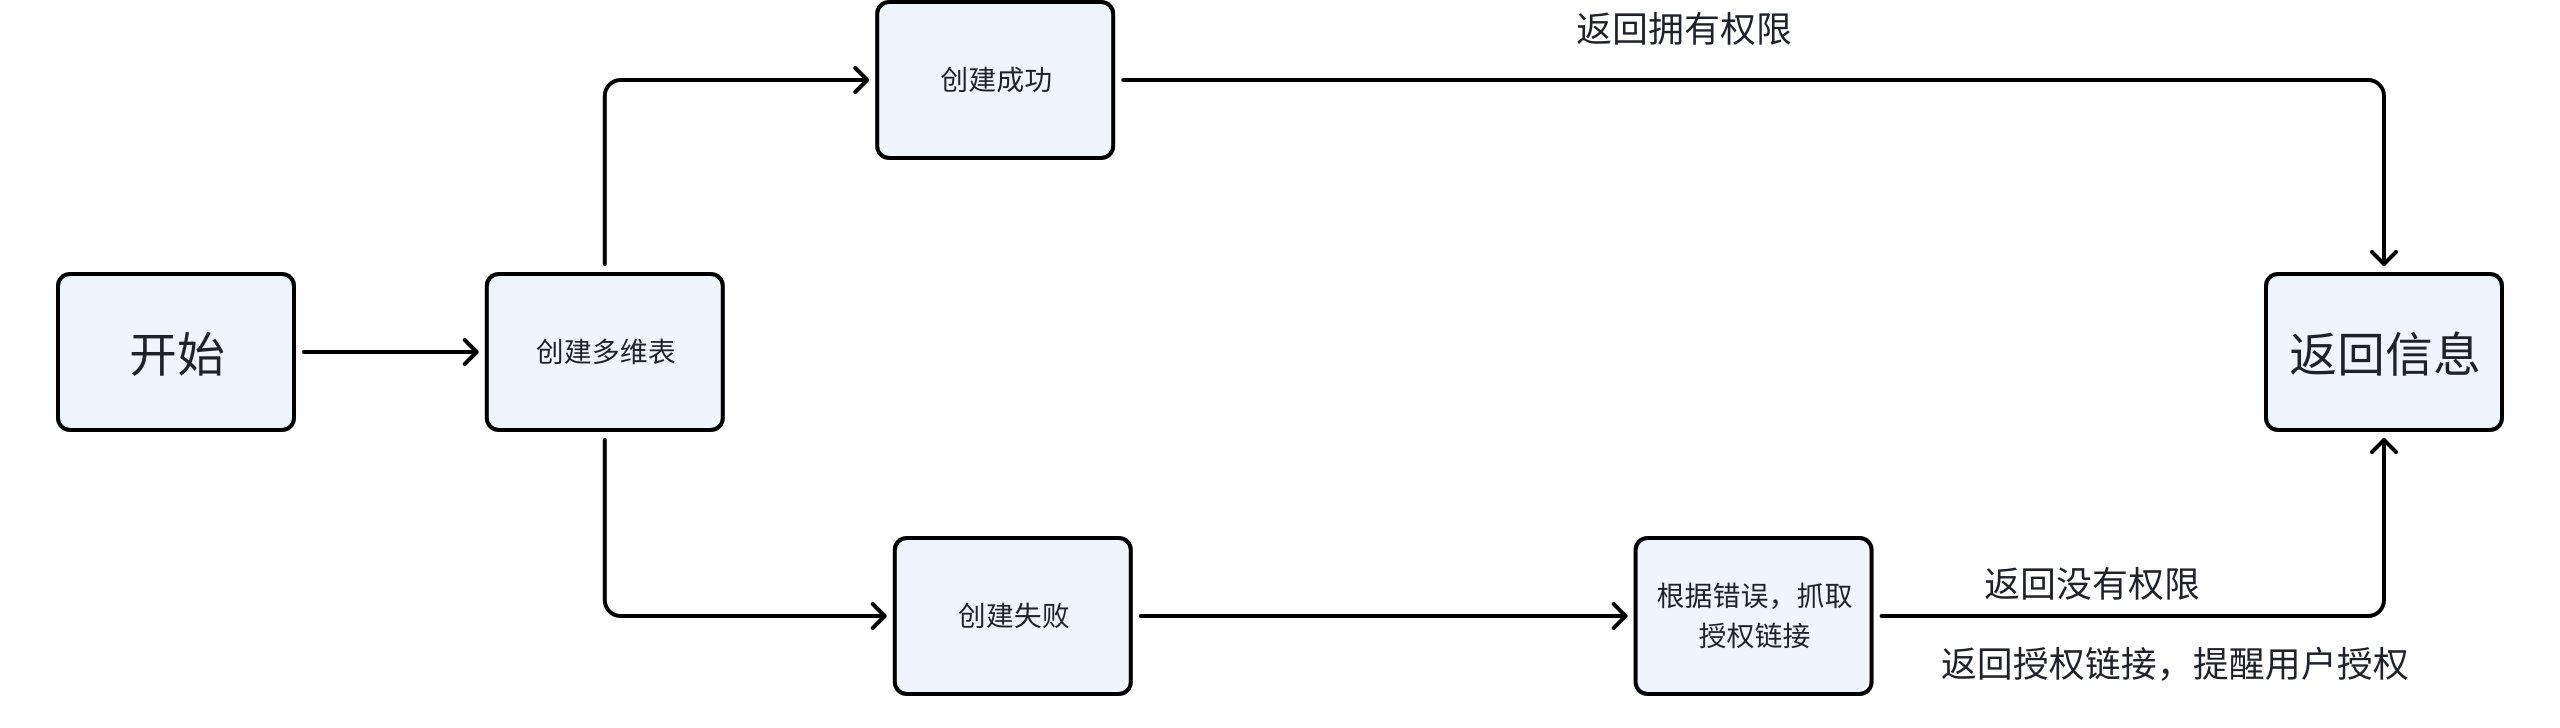 返回拥有权限
创建成功
开始
创建多维表
返回信息
创建失败
根据错误，抓取
授权链接
返回没有权限
返回授权链接，提醒用户授权